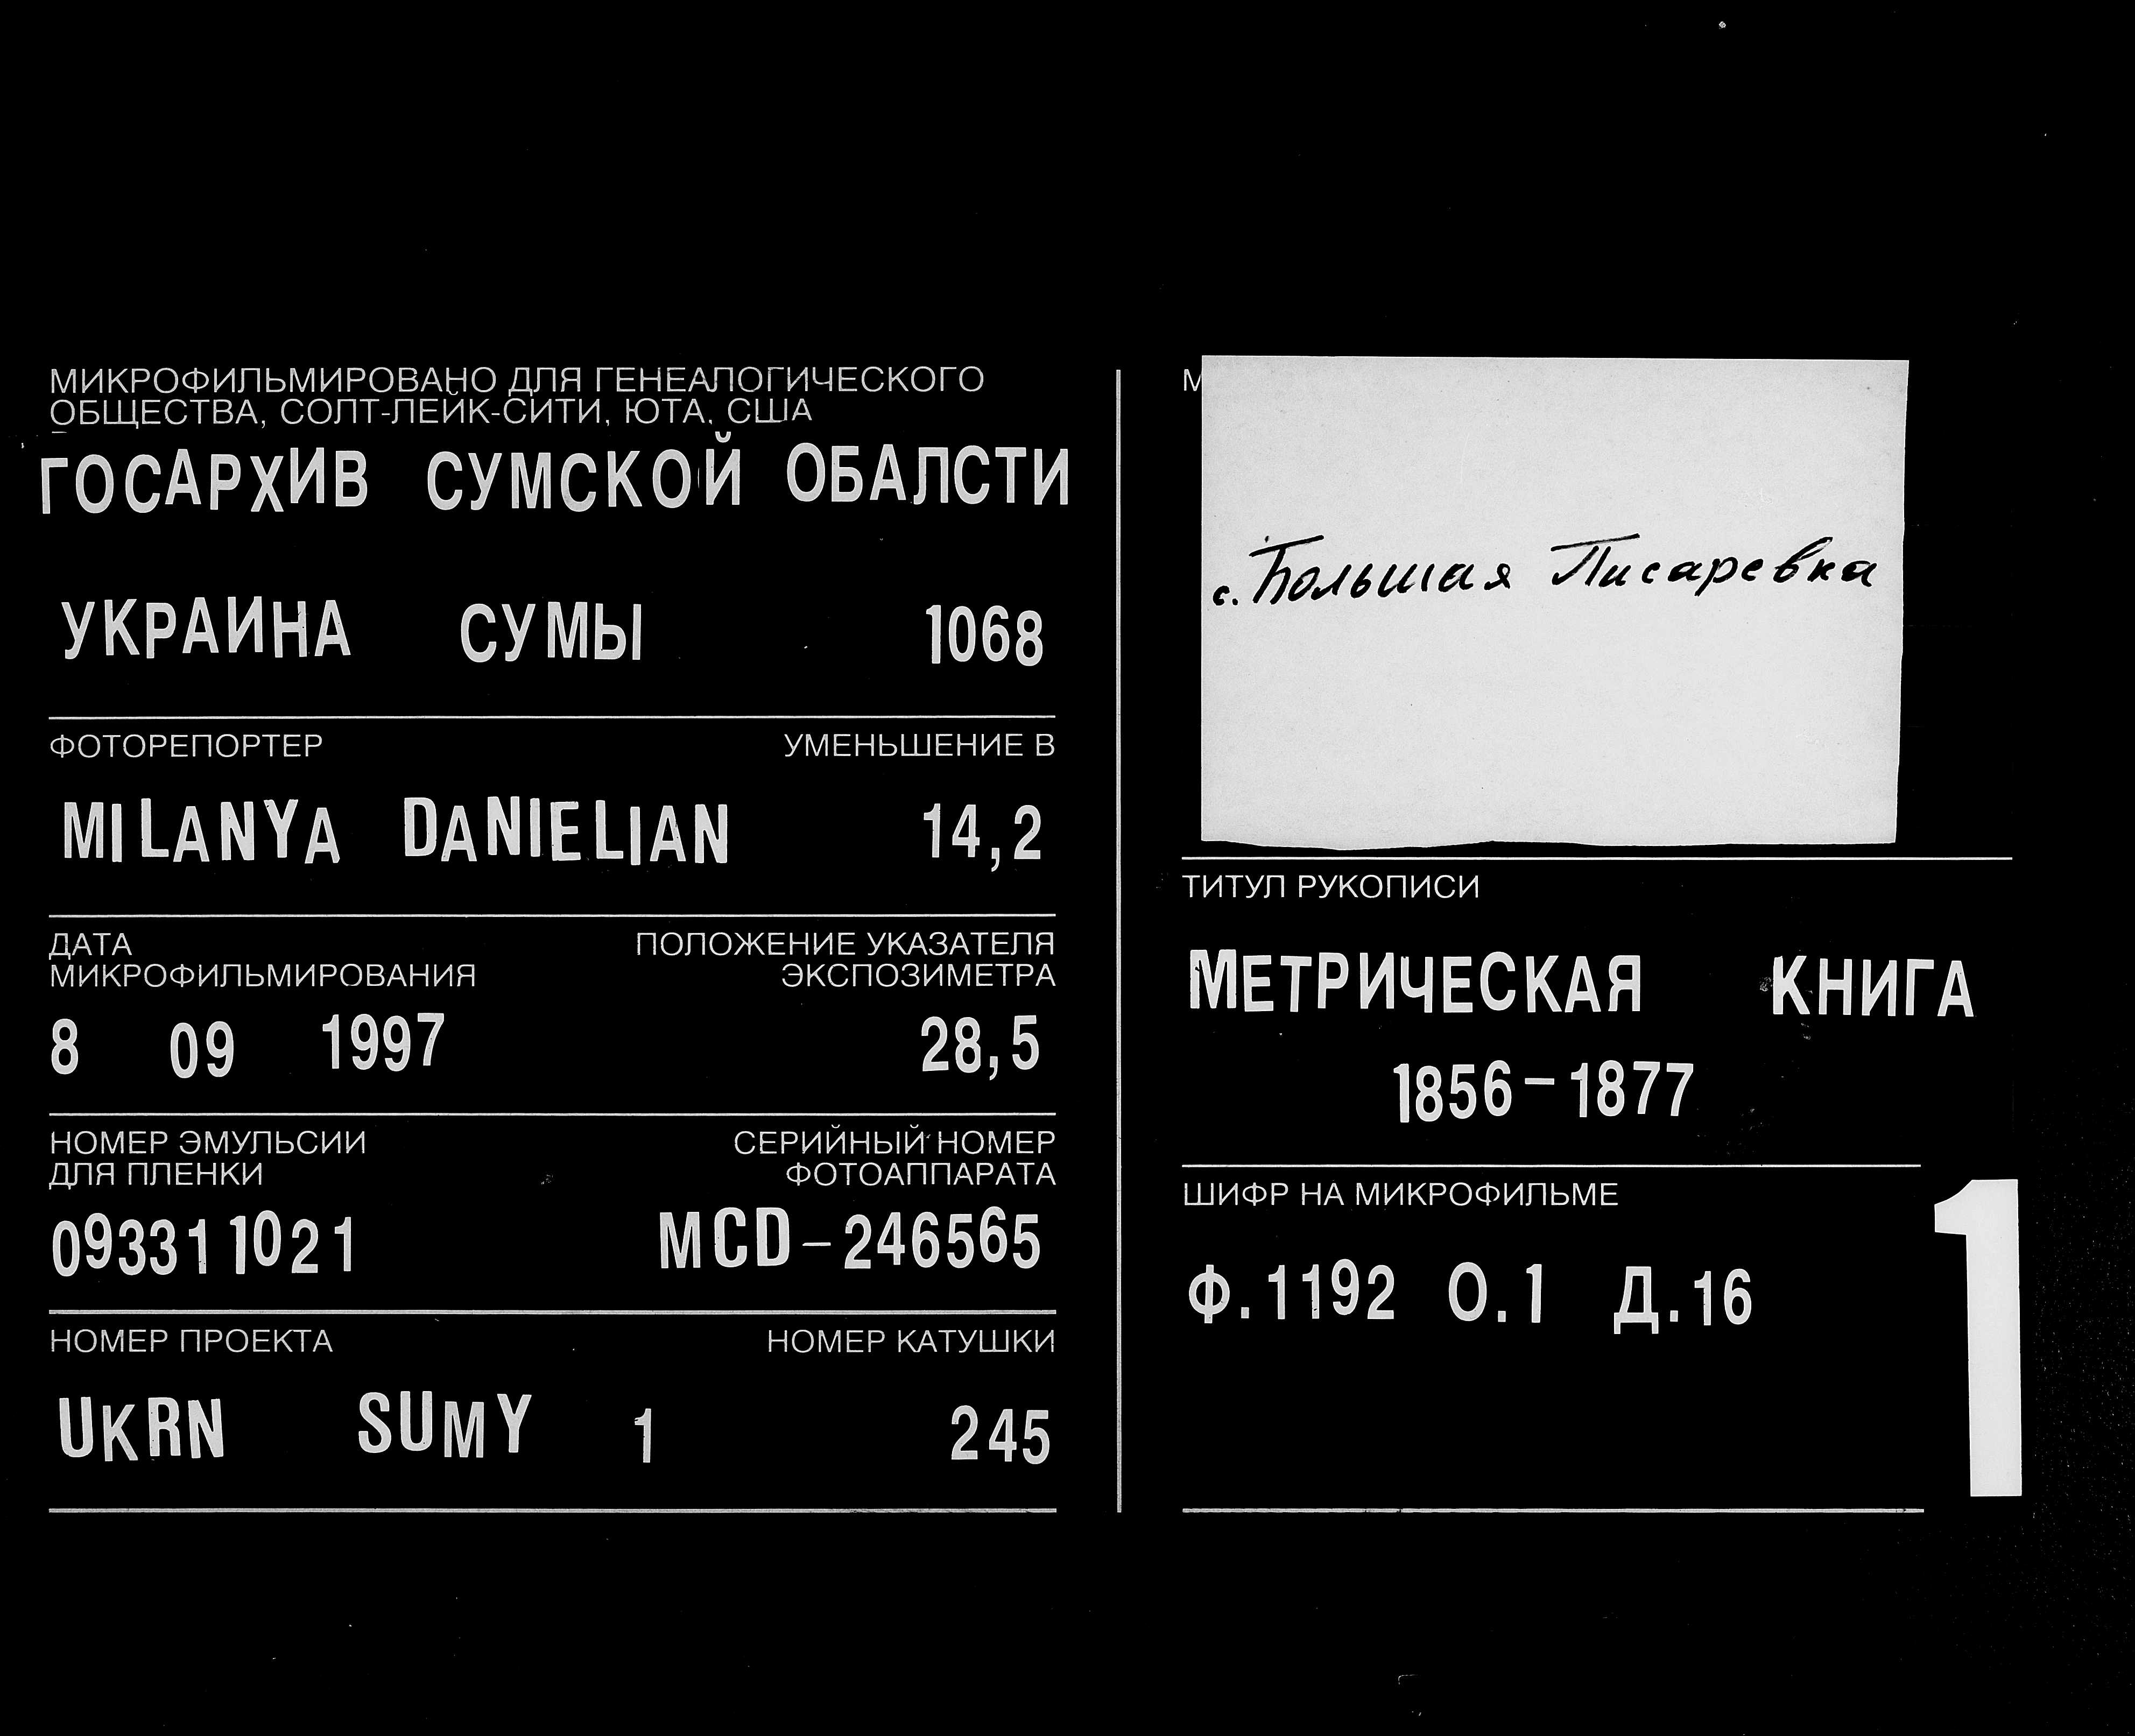 МИКРОФИЛЬМИРОВАНО ДЛЯ ГЕНЕАЛОГИЧЕСКОГО
ОБЩЕСТВА, СОЛТ-ЛЕЙК-СИТИ, ЮТА, США
ГОСАРХИВ СУМСКОЙ ОБАЛСТИ
УКРАИНА СУМЫ 1068
ФОТОРЕПОРТЕР УМЕНЬШЕНИЕ В
MILANYA DANIELIAN 14,2
ДАТА ПОЛОЖЕНИЕ УКАЗАТЕЛЯ
МИКРОФИЛЬМИРОВАНИЯ ЭКСПОЗИМЕТРА
8 09 1997 28,5
НОМЕР ЭМУЛЬСИИ СЕРИЙНЫЙ НОМЕР
ДЛЯ ПЛЕНКИ ФОТОАППАРАТА
093311021 MCD-246565
НОМЕР ПРОЕКТА НОМЕР КАТУШКИ
UKRN SUMY 1 245
с. Большая Писаревка
ТИТУЛ РУКОПИСИ
МЕТРИЧЕСКАЯ КНИГА
1856-1877
ШИФР НА МИКРОФИЛЬМЕ
Ф.1192 О.1 Д.16
1